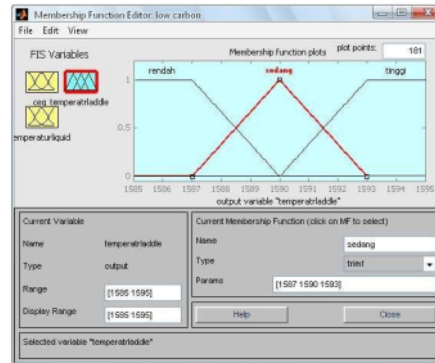 Membership Function Editor: low carbon
File Edit View
FIS Variables
Membership function plots
plot points:
181
rendah
sedang
tinggi
1
0.5
0
ceg temperatrladdle
emperaturliquid
1585 1586 1587 1588 1589 1590 1591 1592 1593 1594 1595
output variable "temperatrladdle"
Current Variable
Name temperatrladdle
Type output
Range [1585 1595]
Display Range [1585 1595]
Current Membership Function (click on MF to select)
Name sedang
Type trimf
Params [1587 1590 1593]
Help Close
Selected variable "temperatrladdle"